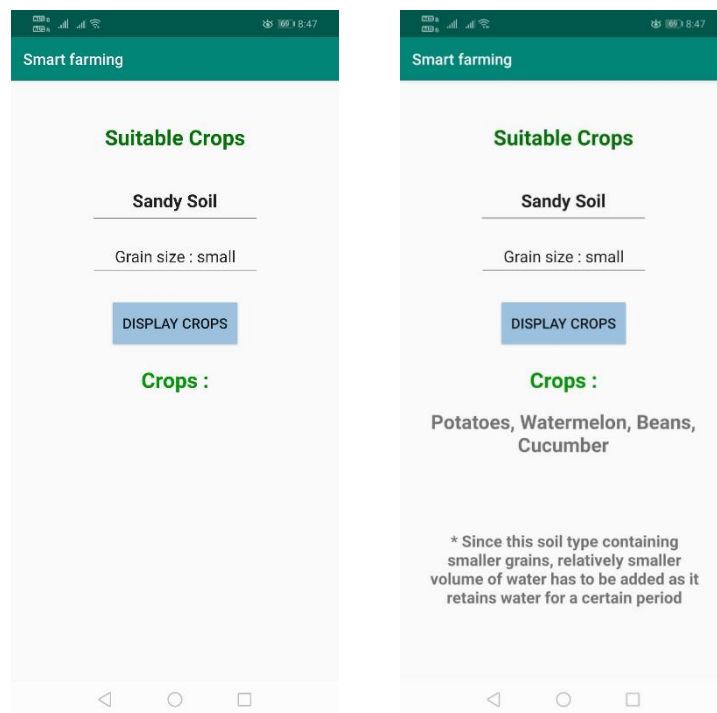 69 8:47
Smart farming
Suitable Crops
Sandy Soil
Grain size : small
DISPLAY CROPS
Crops :
69 8:47
Smart farming
Suitable Crops
Sandy Soil
Grain size : small
DISPLAY CROPS
Crops :
Potatoes, Watermelon, Beans,
Cucumber
* Since this soil type containing
smaller grains, relatively smaller
volume of water has to be added as it
retains water for a certain period